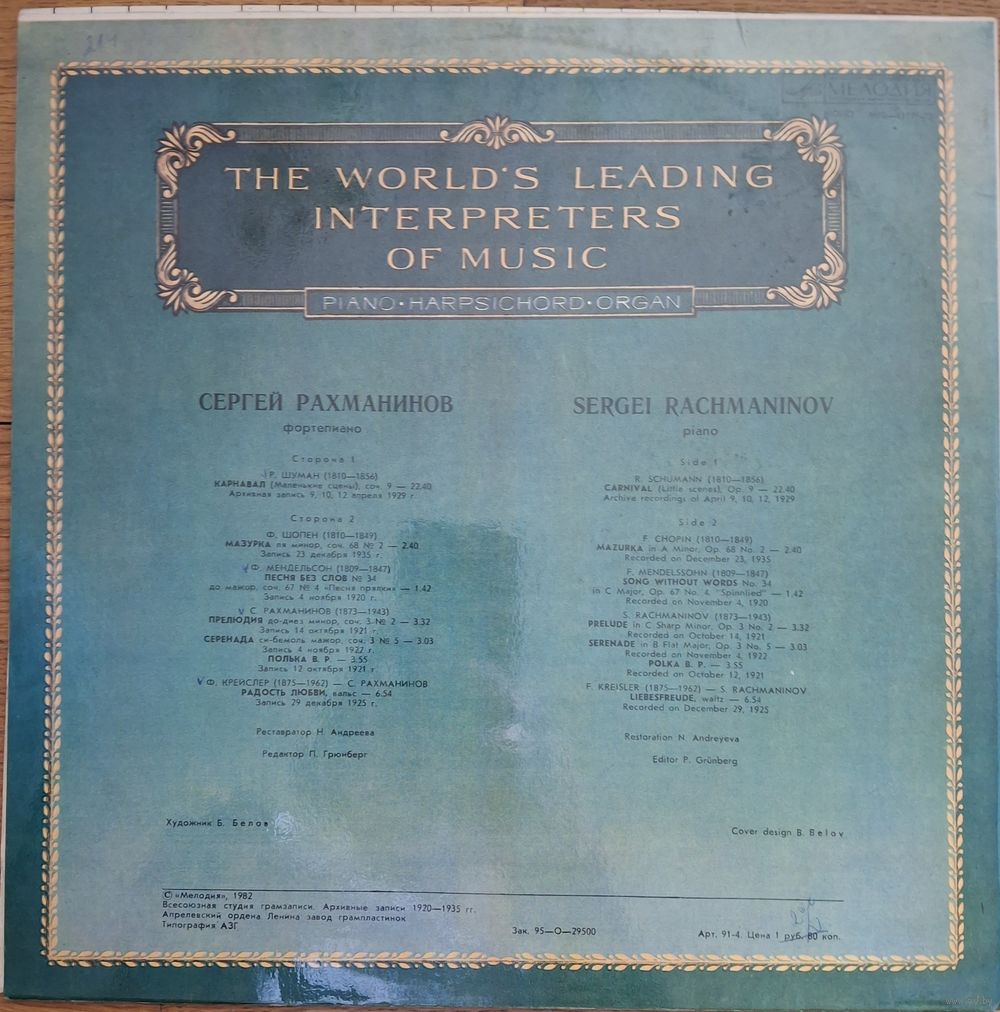 МЕЛОДИЯ
THE WORLD'S LEADING
INTERPRETERS
OF MUSIC
PIANO·HARPSICHORD·ORGAN
СЕРГЕЙ РАХМАНИНОВ
фортепиано
Сторона 1
Р. ШУМАН (1810—1856)
КАРНАВАЛ (Маленькие сцены), соч. 9 — 22.40
Архивная запись 9, 10, 12 апреля 1929 г.
Сторона 2
Ф. ШОПЕН (1810—1849)
МАЗУРКА ля минор, соч. 68 № 2 — 2.40
Запись 23 декабря 1935 г.
Ф. МЕНДЕЛЬСОН (1809—1847)
ПЕСНЯ БЕЗ СЛОВ № 34
до мажор, соч. 67 № 4 «Песня прялки» — 1.42
Запись 4 ноября 1920 г.
С. РАХМАНИНОВ (1873—1943)
ПРЕЛЮДИЯ до-диез минор, соч. 3 № 2 — 3.32
Запись 14 октября 1921 г.
СЕРЕНАДА си-бемоль мажор, соч. 3 № 5 — 3.03
Запись 4 ноября 1922 г.
ПОЛЬКА В. Р. — 3.55
Запись 12 октября 1921 г.
Ф. КРЕЙСЛЕР (1875—1962) — С. РАХМАНИНОВ
РАДОСТЬ ЛЮБВИ, вальс — 6.54
Запись 29 декабря 1925 г.
Реставратор Н. Андреева
Редактор П. Грюнберг
SERGEI RACHMANINOV
piano
Side 1
R. SCHUMANN (1810—1856)
CARNIVAL (Little scenes), Op. 9 — 22.40
Archive recordings of April 9, 10, 12, 1929
Side 2
F. CHOPIN (1810—1849)
MAZURKA in A Minor, Op. 68 No. 2 — 2.40
Recorded on December 23, 1935
F. MENDELSSOHN (1809—1847)
SONG WITHOUT WORDS No. 34
in C Major, Op. 67 No. 4, "Spinnlied" — 1.42
Recorded on November 4, 1920
S. RACHMANINOV (1873—1943)
PRELUDE in C Sharp Minor, Op. 3 No. 2 — 3.32
Recorded on October 14, 1921
SERENADE in B Flat Major, Op. 3 No. 5 — 3.03
Recorded on November 4, 1922
POLKA B. P. — 3.55
Recorded on October 12, 1921
F. KREISLER (1875—1962) — S. RACHMANINOV
LIEBESFREUDE, waltz — 6.54
Recorded on December 29, 1925
Restoration N. Andreyeva
Editor P. Grünberg
Художник Б. Белов
Cover design B. Belov
© «Мелодия», 1982
Всесоюзная студия грамзаписи. Архивные записи 1920—1935 гг.
Апрелевский ордена Ленина завод грампластинок
Типография АЗГ
Зак. 95—О—29500
Арт. 91-4. Цена 1 руб. 80 коп.